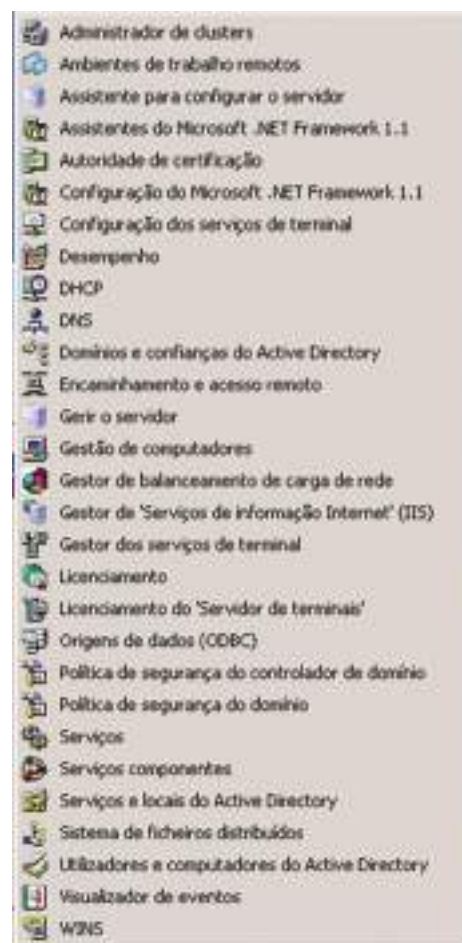 Administrador de clusters
Ambientes de trabalho remotos
Assistente para configurar o servidor
Assistentes do Microsoft .NET Framework 1.1
Autoridade de certificação
Configuração do Microsoft .NET Framework 1.1
Configuração dos serviços de terminal
Desempenho
DHCP
DNS
Domínios e confianças do Active Directory
Encaminhamento e acesso remoto
Gerir o servidor
Gestão de computadores
Gestor de balanceamento de carga de rede
Gestor de 'Serviços de informação Internet' (IIS)
Gestor dos serviços de terminal
Licenciamento
Licenciamento do 'Servidor de terminais'
Origens de dados (ODBC)
Política de segurança do controlador de domínio
Política de segurança do domínio
Serviços
Serviços componentes
Serviços e locais do Active Directory
Sistema de ficheiros distribuídos
Utilizadores e computadores do Active Directory
Visualizador de eventos
WINS